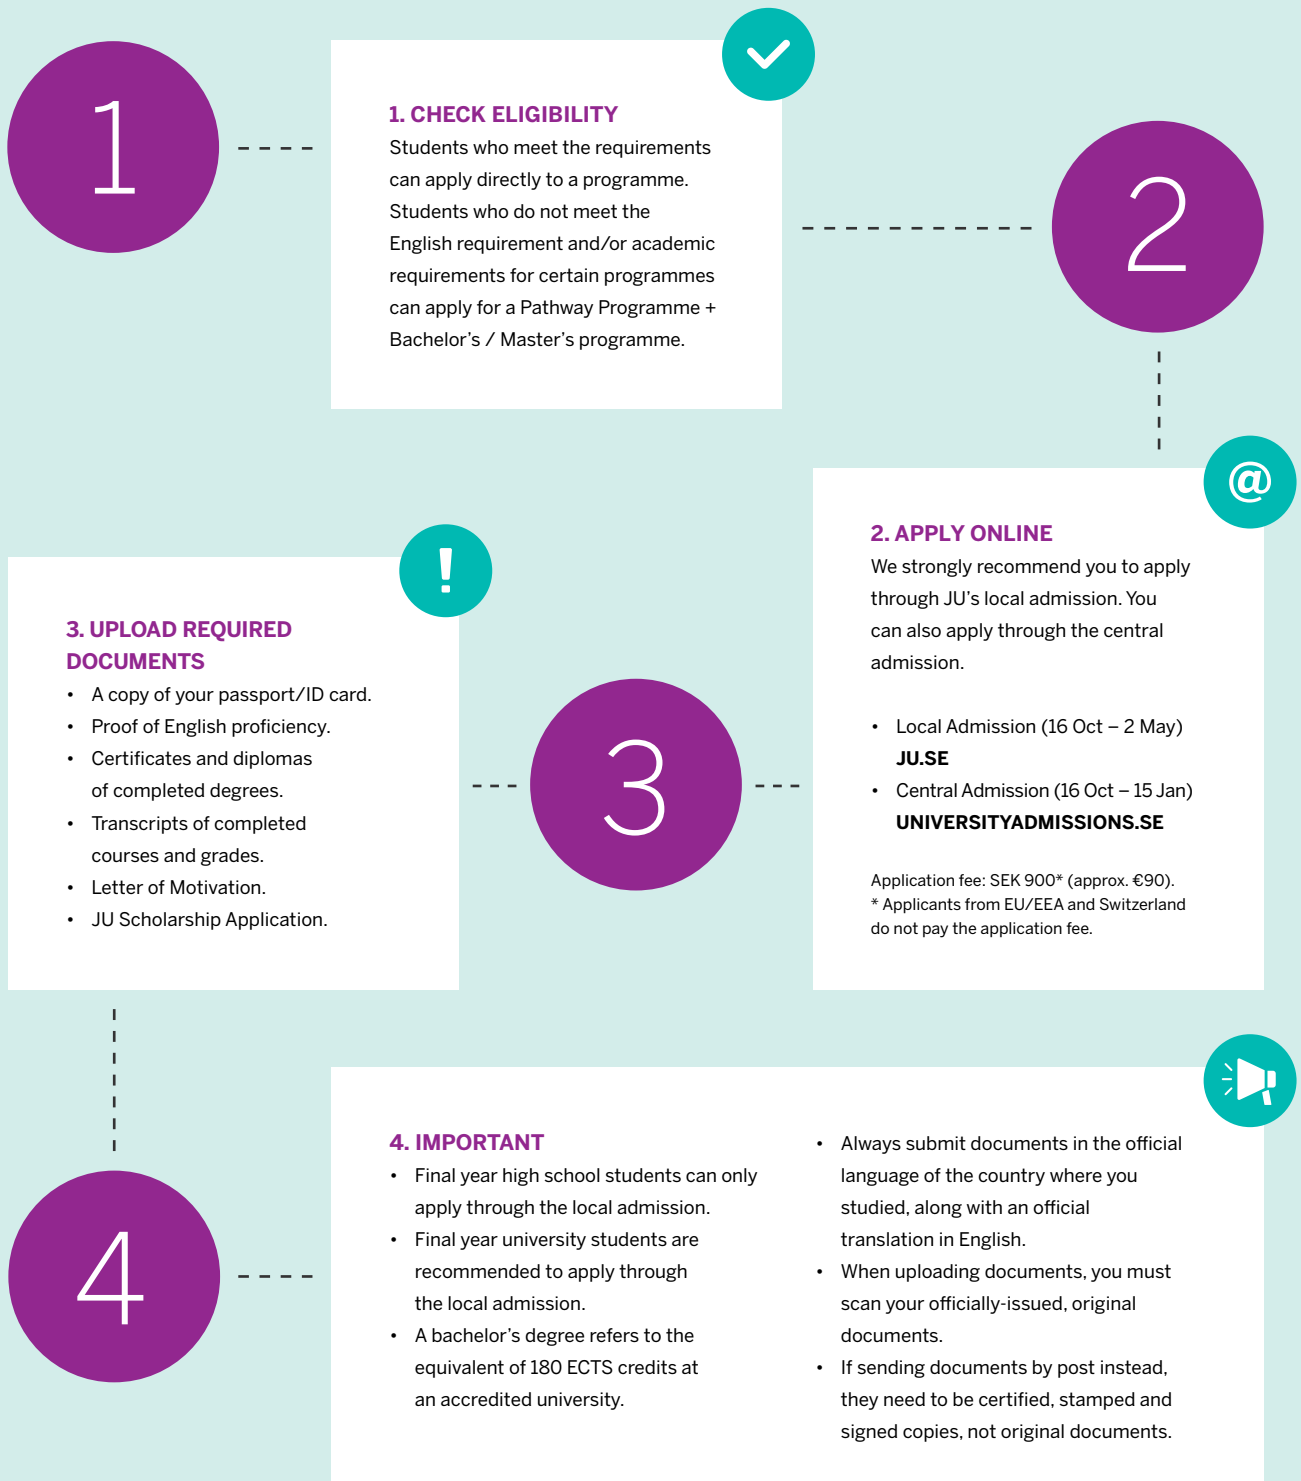 1
1. CHECK ELIGIBILITY
Students who meet the requirements
can apply directly to a programme.
Students who do not meet the
English requirement and/or academic
requirements for certain programmes
can apply for a Pathway Programme +
Bachelor's / Master's programme.
2
@
2. APPLY ONLINE
We strongly recommend you to apply
through JU's local admission. You
can also apply through the central
admission.
• Local Admission (16 Oct – 2 May)
JU.SE
• Central Admission (16 Oct – 15 Jan)
UNIVERSITYADMISSIONS.SE
Application fee: SEK 900* (approx. €90).
* Applicants from EU/EEA and Switzerland
do not pay the application fee.
3
!
3. UPLOAD REQUIRED
DOCUMENTS
• A copy of your passport/ID card.
• Proof of English proficiency.
• Certificates and diplomas
of completed degrees.
• Transcripts of completed
courses and grades.
• Letter of Motivation.
• JU Scholarship Application.
4
4. IMPORTANT
• Final year high school students can only
apply through the local admission.
• Final year university students are
recommended to apply through
the local admission.
• A bachelor's degree refers to the
equivalent of 180 ECTS credits at
an accredited university.
• Always submit documents in the official
language of the country where you
studied, along with an official
translation in English.
• When uploading documents, you must
scan your officially-issued, original
documents.
• If sending documents by post instead,
they need to be certified, stamped and
signed copies, not original documents.